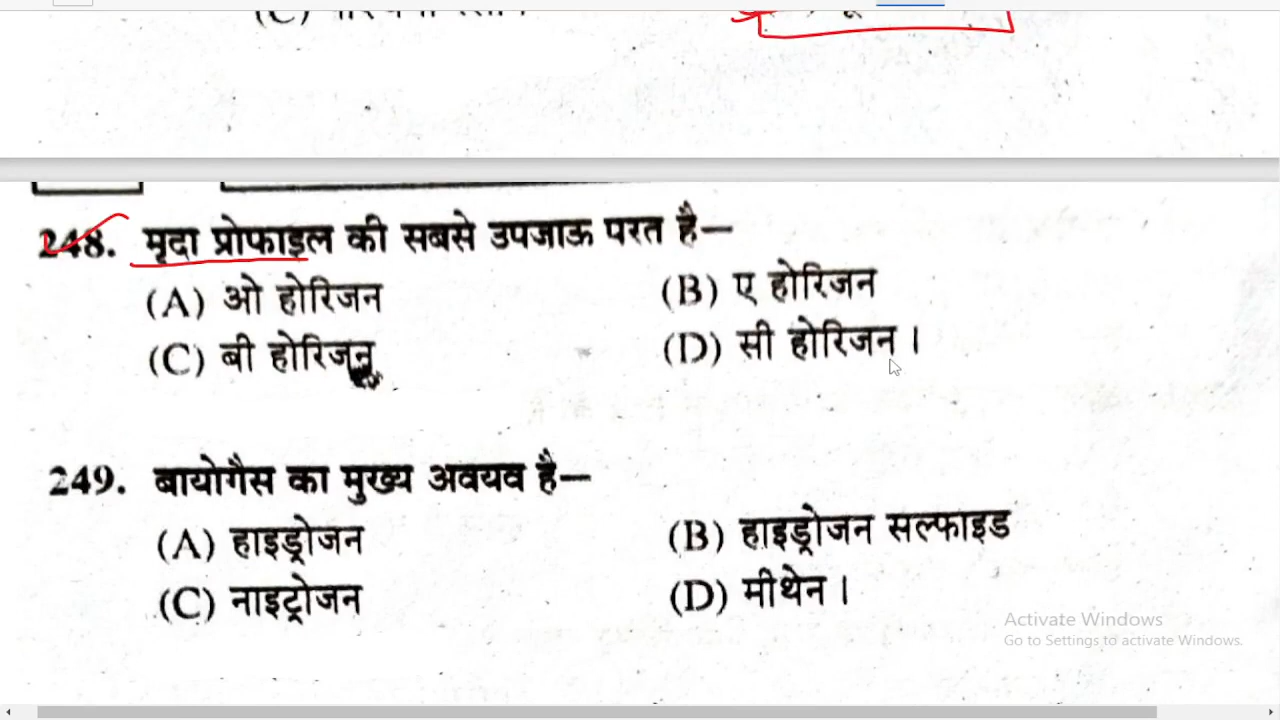 248. मृदा प्रोफाइल की सबसे उपजाऊ परत है—
(A) ओ होरिजन (B) ए होरिजन
(C) बी होरिजन (D) सी होरिजन ।
249. बायोगैस का मुख्य अवयव है—
(A) हाइड्रोजन (B) हाइड्रोजन सल्फाइड
(C) नाइट्रोजन (D) मीथेन ।
Activate Windows
Go to Settings to activate Windows.